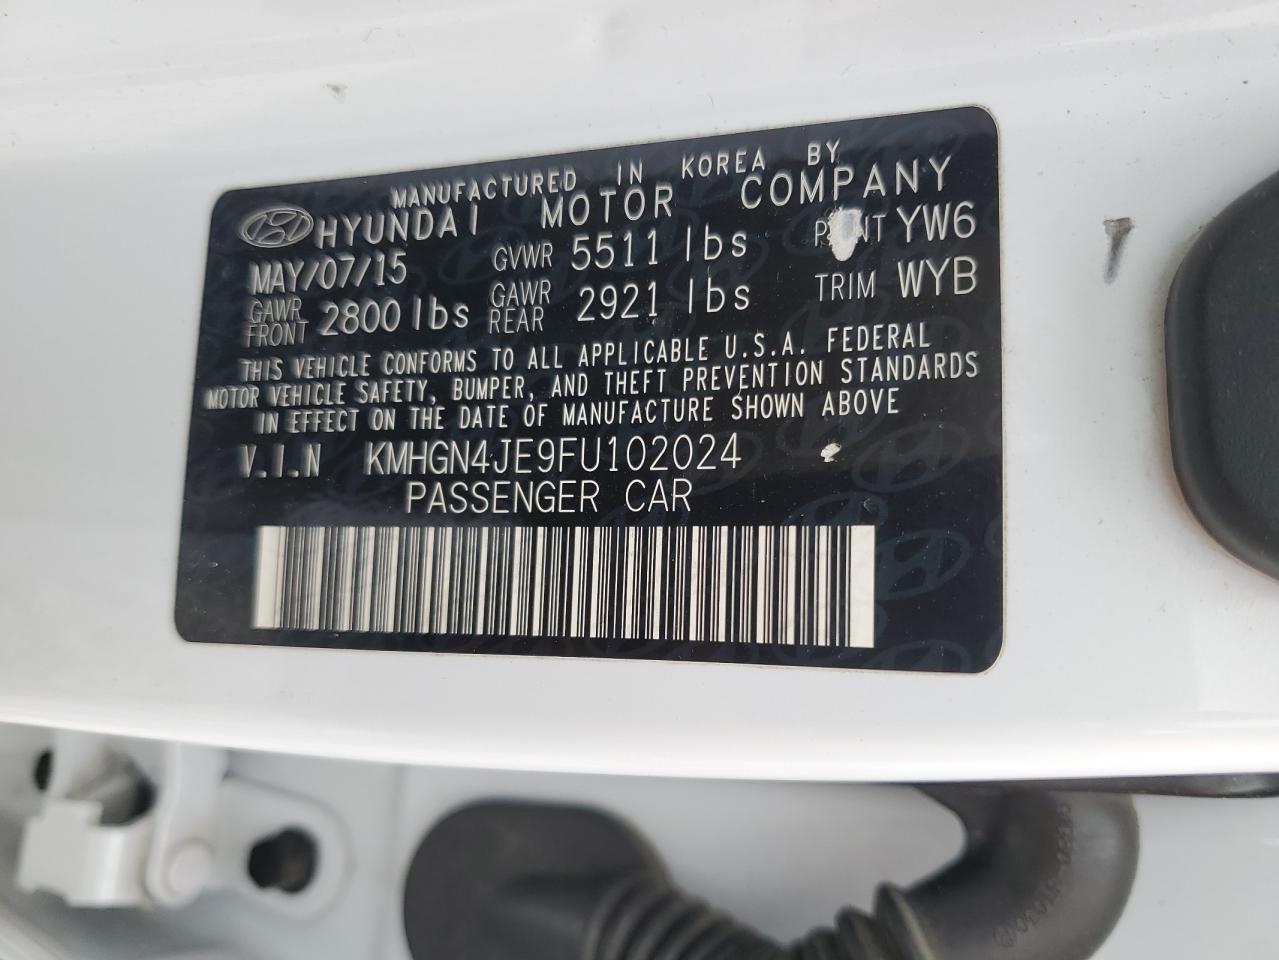 MANUFACTURED IN KOREA BY
HYUNDAI MOTOR COMPANY
MAY/07/15 GVWR 5511 lbs PAINT YW6
GAWR FRONT 2800 lbs GAWR REAR 2921 lbs TRIM WYB
THIS VEHICLE CONFORMS TO ALL APPLICABLE U.S.A. FEDERAL
MOTOR VEHICLE SAFETY, BUMPER, AND THEFT PREVENTION STANDARDS
IN EFFECT ON THE DATE OF MANUFACTURE SHOWN ABOVE
V.I.N KMHGN4JE9FU102024
PASSENGER CAR